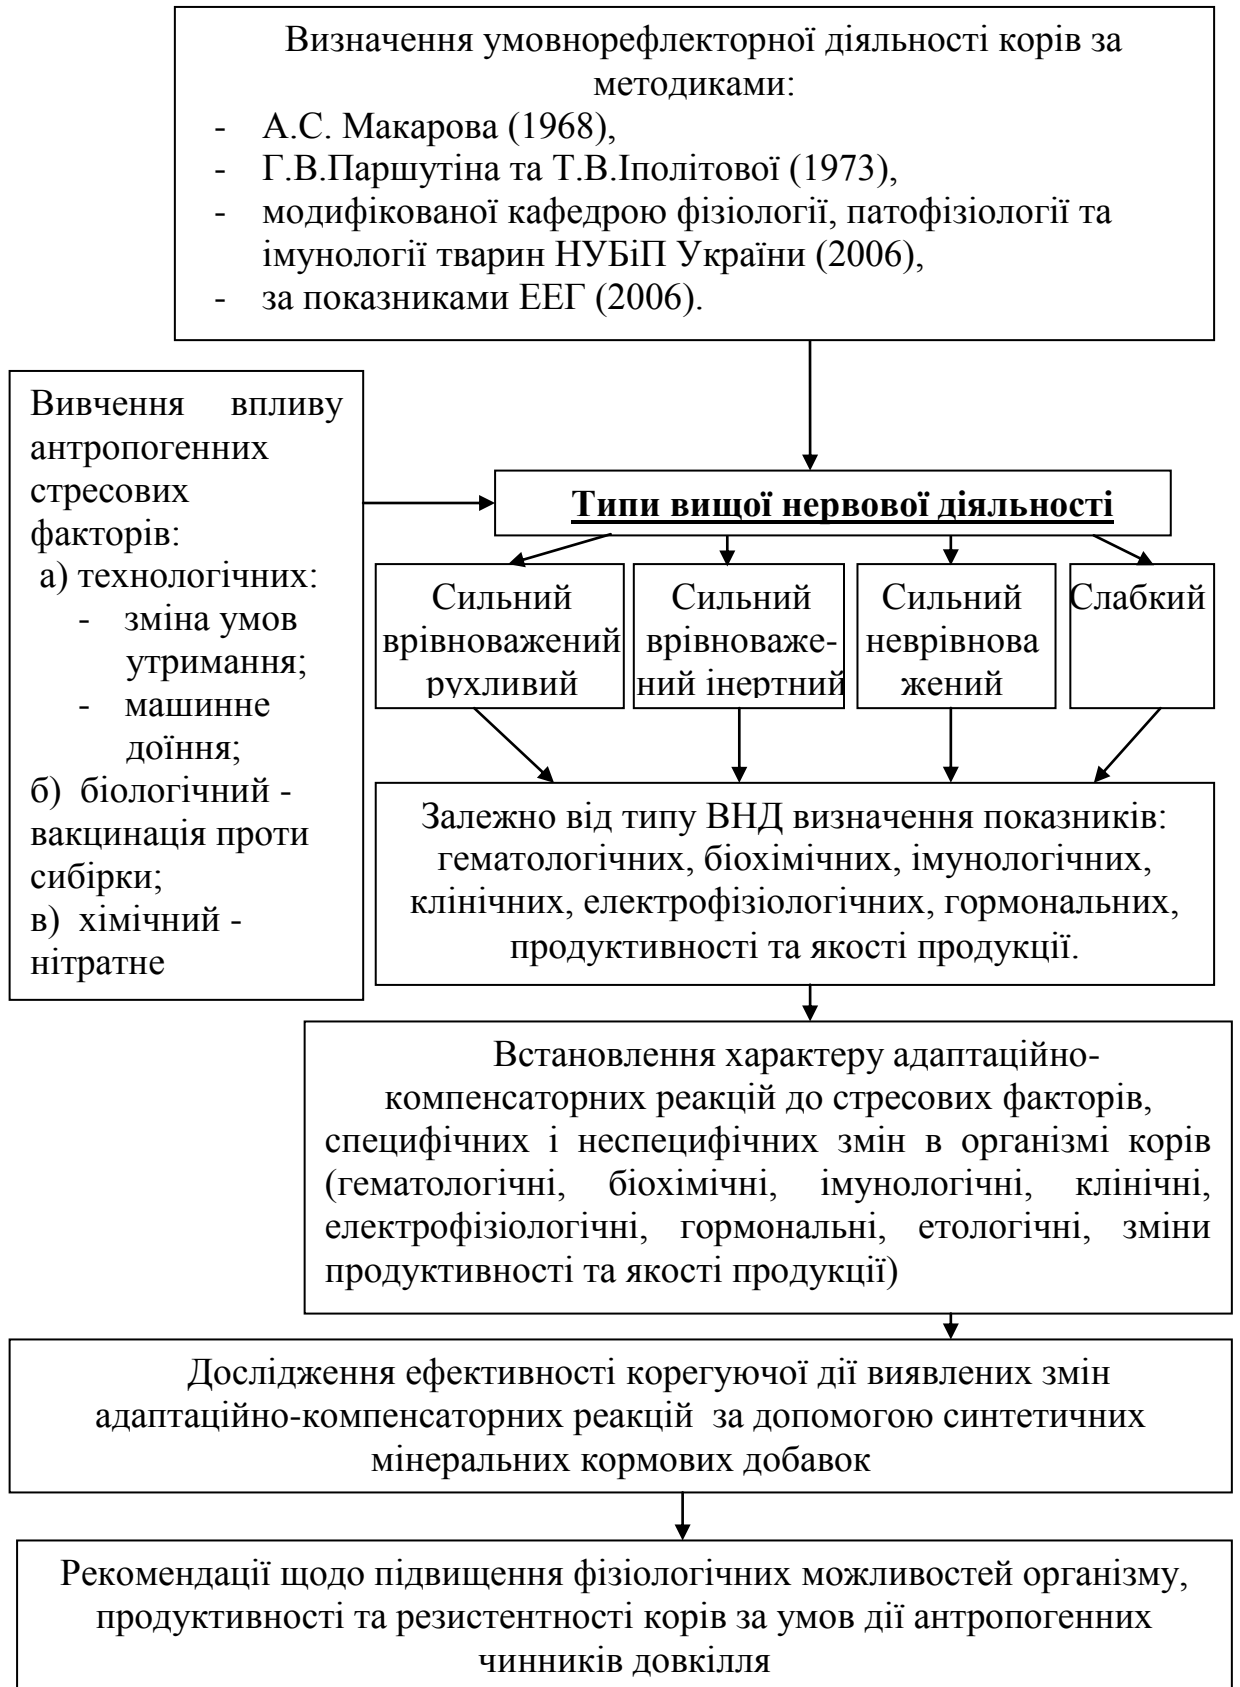 Визначення умовнорефлекторної діяльності корів за
методиками:
- А.С. Макарова (1968),
- Г.В.Паршутіна та Т.В.Іполітової (1973),
- модифікованої кафедрою фізіології, патофізіології та
імунології тварин НУБіП України (2006),
- за показниками ЕЕГ (2006).
Вивчення впливу
антропогенних
стресових
факторів:
а) технологічних:
- зміна умов
утримання;
- машинне
доїння;
б) біологічний -
вакцинація проти
сибірки;
в) хімічний -
нітратне
Типи вищої нервової діяльності
Сильний
врівноважений
рухливий
Сильний
врівноваже-
ний інертний
Сильний
неврівнова
жений
Слабкий
Залежно від типу ВНД визначення показників:
гематологічних, біохімічних, імунологічних,
клінічних, електрофізіологічних, гормональних,
продуктивності та якості продукції.
Встановлення характеру адаптаційно-
компенсаторних реакцій до стресових факторів,
специфічних і неспецифічних змін в організмі корів
(гематологічні, біохімічні, імунологічні, клінічні,
електрофізіологічні, гормональні, етологічні, зміни
продуктивності та якості продукції)
Дослідження ефективності корегуючої дії виявлених змін
адаптаційно-компенсаторних реакцій за допомогою синтетичних
мінеральних кормових добавок
Рекомендації щодо підвищення фізіологічних можливостей організму,
продуктивності та резистентності корів за умов дії антропогенних
чинників довкілля